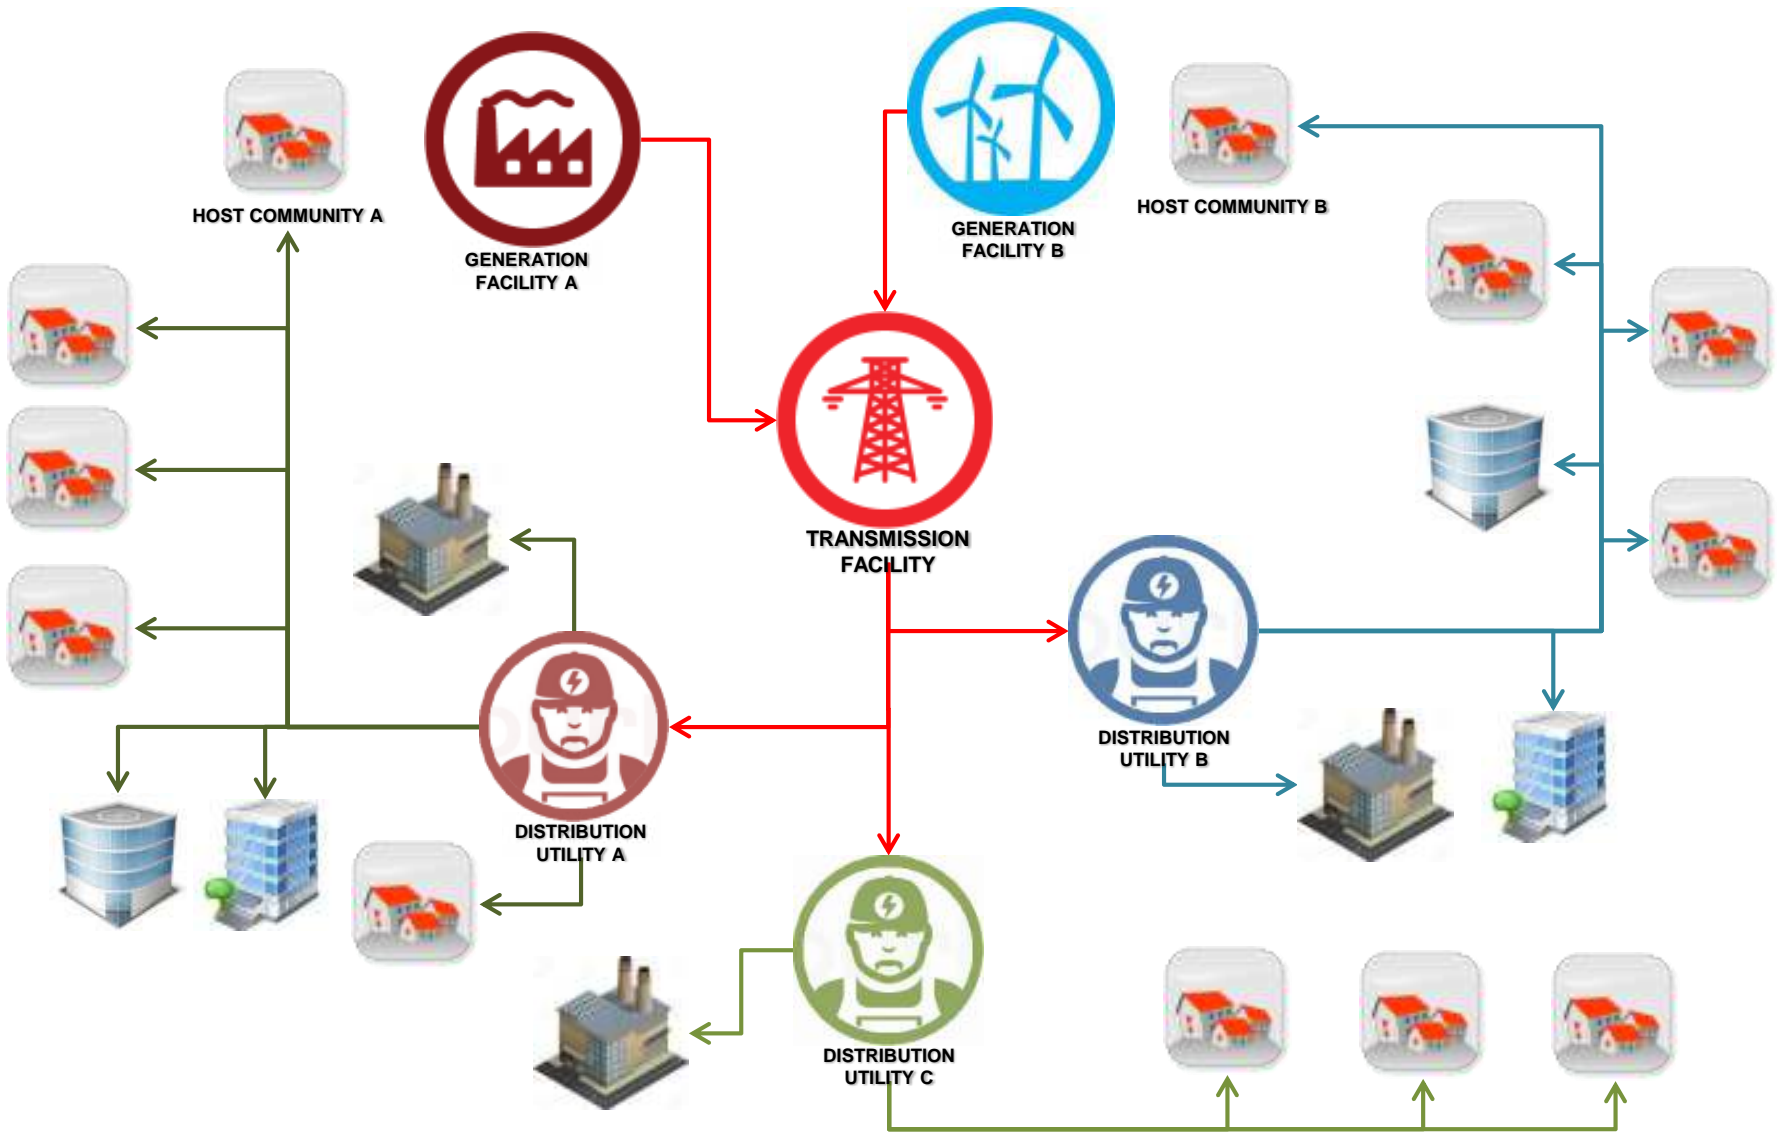 HOST COMMUNITY A
GENERATION
FACILITY A
GENERATION
FACILITY B
HOST COMMUNITY B
TRANSMISSION
FACILITY
DISTRIBUTION
UTILITY B
DISTRIBUTION
UTILITY A
DISTRIBUTION
UTILITY C